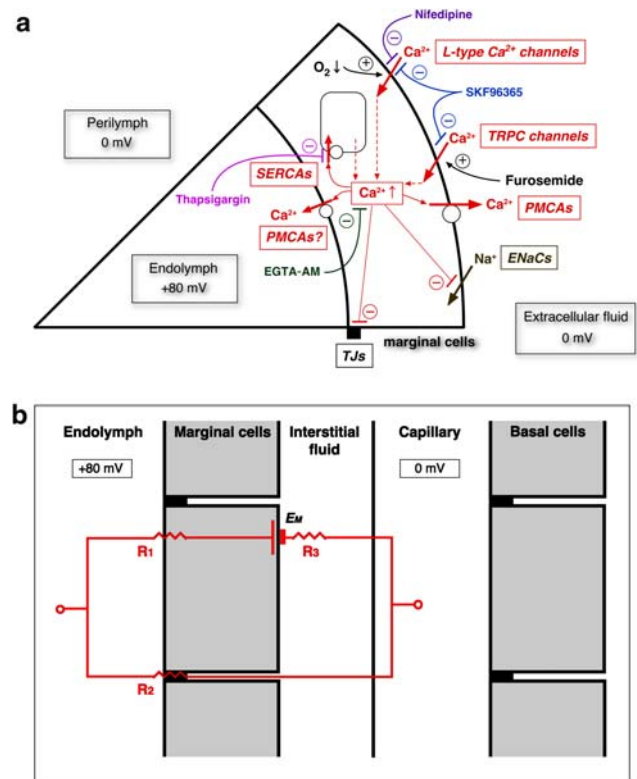 a
Nifedipine
Ca²⁺ L-type Ca²⁺ channels
O₂ ↓
SKF96365
Perilymph
0 mV
Ca²⁺ TRPC channels
SERCAs
Furosemide
Thapsigargin
Ca²⁺ ↑
Ca²⁺
Ca²⁺ PMCAs
PMCAs?
Endolymph
+80 mV
EGTA-AM
Na⁺ ENaCs
Extracellular fluid
0 mV
marginal cells
TJs
b
Endolymph
+80 mV
Marginal cells
Interstitial
fluid
Capillary
0 mV
Basal cells
EM
R1
R3
R2